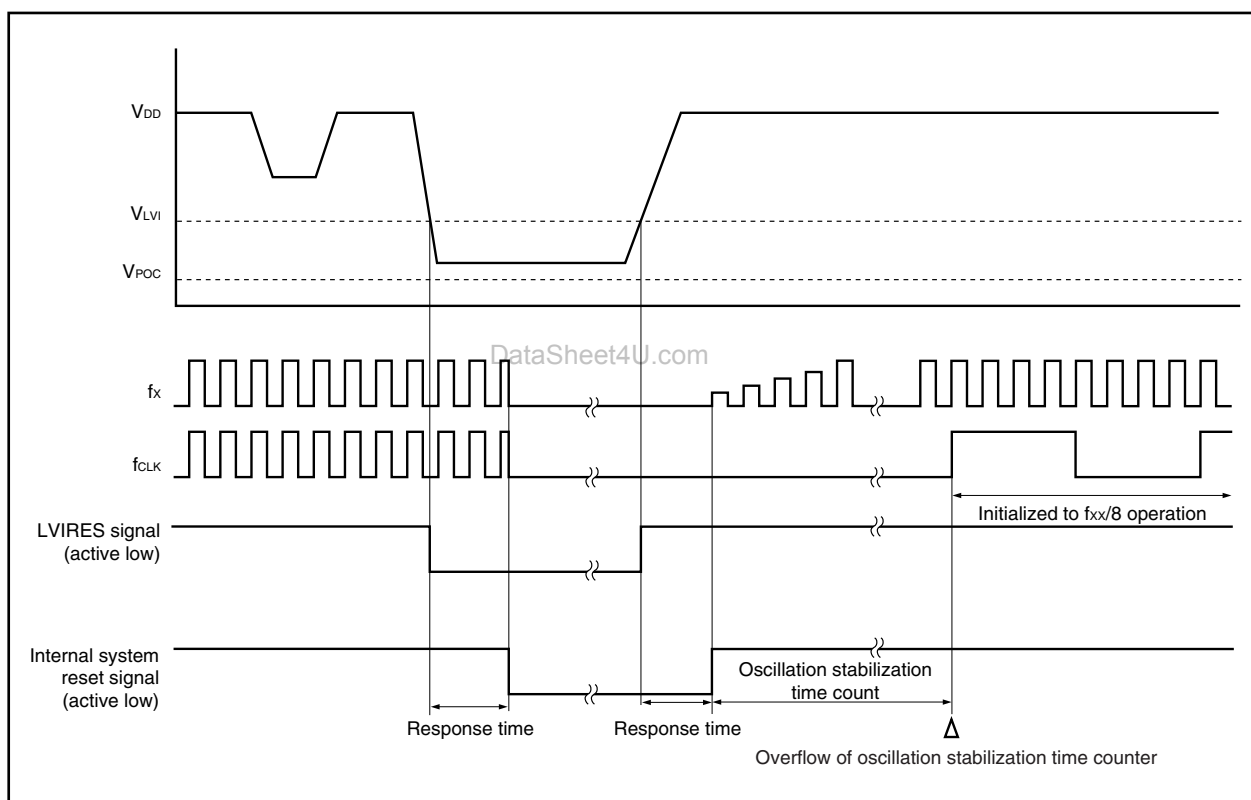 VDD
VLVI
VPOC
DataSheet4U.com
fX
fCLK
Initialized to fXX/8 operation
LVIRES signal
(active low)
Internal system
reset signal
(active low)
Oscillation stabilization
time count
Response time
Response time
Overflow of oscillation stabilization time counter